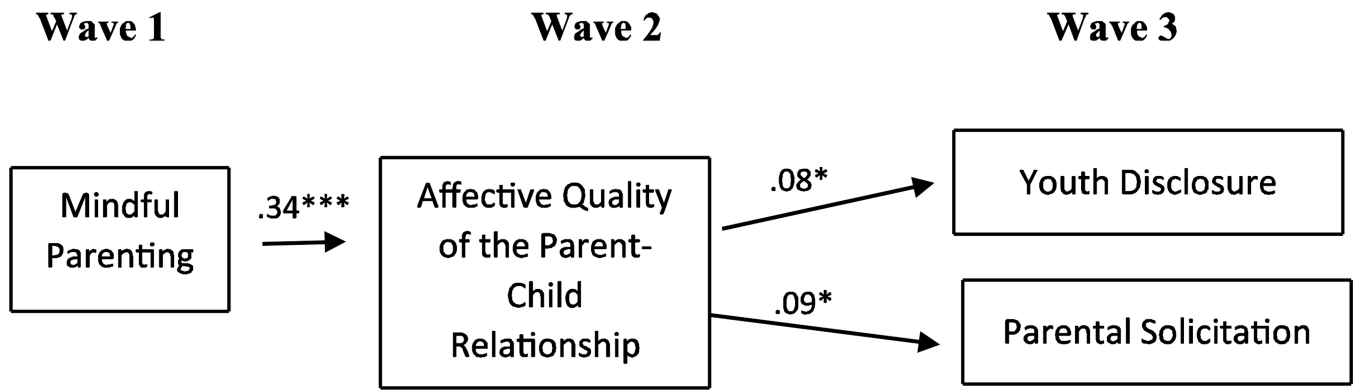 Wave 1
Wave 2
Wave 3
Mindful
Parenting
.34***
Affective Quality
of the Parent-
Child
Relationship
.08*
.09*
Youth Disclosure
Parental Solicitation